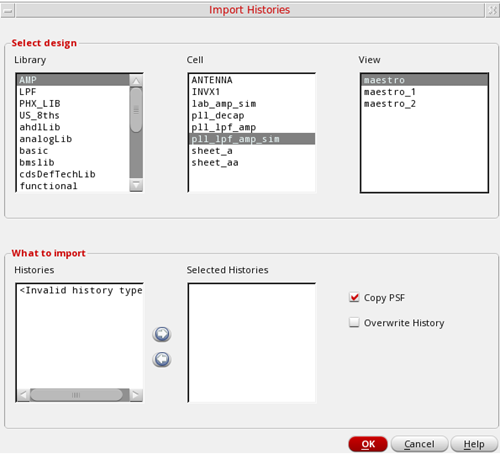 Import Histories
Select design
Library
Cell
View
AMP
LPF
PHX_LIB
US_8ths
ahdlLib
analogLib
basic
bmslib
cdsDefTechLib
functional
ANTENNA
INVX1
lab_amp_sim
pll_decap
pll_lpf_amp
pll_lpf_amp_sim
sheet_a
sheet_aa
maestro
maestro_1
maestro_2
What to import
Histories
Selected Histories
<Invalid history type
Copy PSF
Overwrite History
OK
Cancel
Help